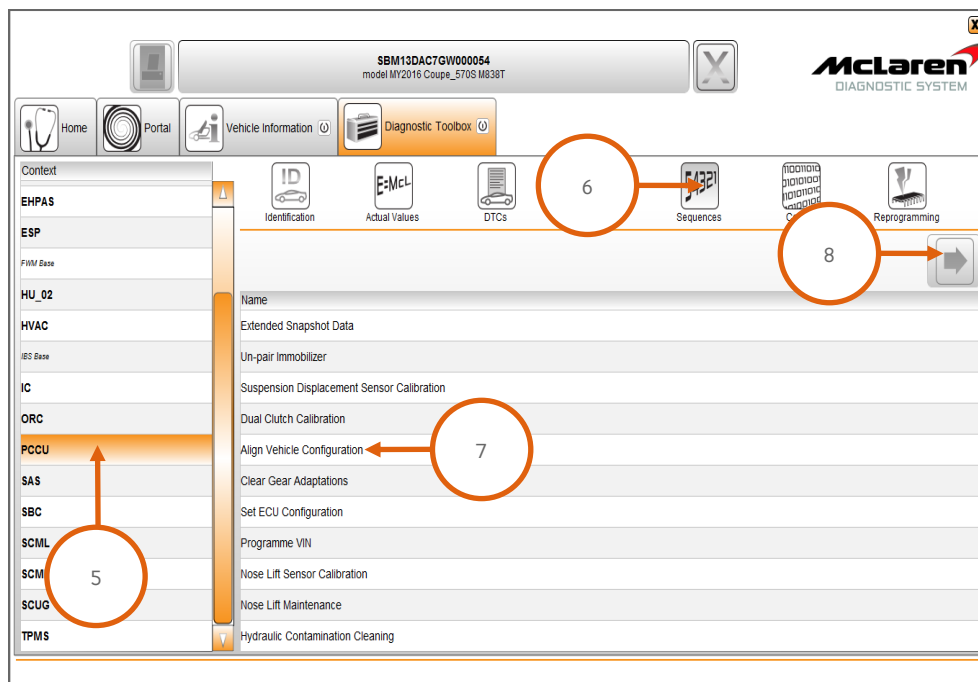 X
SBM13DAC7GW000054
model MY2016 Coupe_570S M838T
McLaren
DIAGNOSTIC SYSTEM
Home
Portal
Vehicle Information
Diagnostic Toolbox
Context
EHPAS
ESP
FWM Base
HU_02
HVAC
IBS Base
IC
ORC
PCCU
SAS
SBC
SCML
SCM
SCUG
TPMS
5
ID
Identification
E=McL
Actual Values
DTCs
6
54321
Sequences
Reprogramming
8
Name
Extended Snapshot Data
Un-pair Immobilizer
Suspension Displacement Sensor Calibration
Dual Clutch Calibration
Align Vehicle Configuration
7
Clear Gear Adaptations
Set ECU Configuration
Programme VIN
Nose Lift Sensor Calibration
Nose Lift Maintenance
Hydraulic Contamination Cleaning